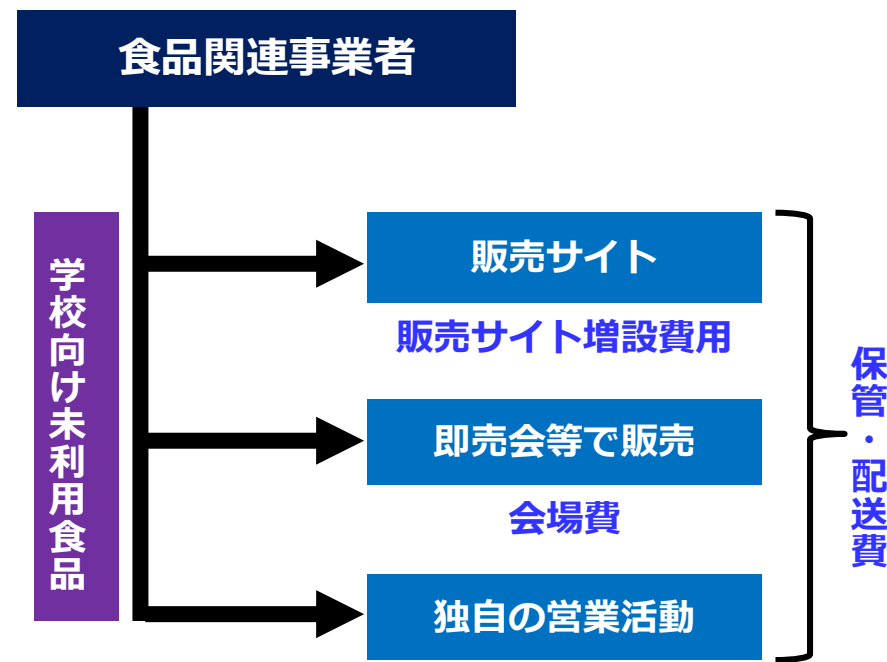 食品関連事業者
学校向け未利用食品
販売サイト
販売サイト増設費用
即売会等で販売
会場費
独自の営業活動
保管・配送費